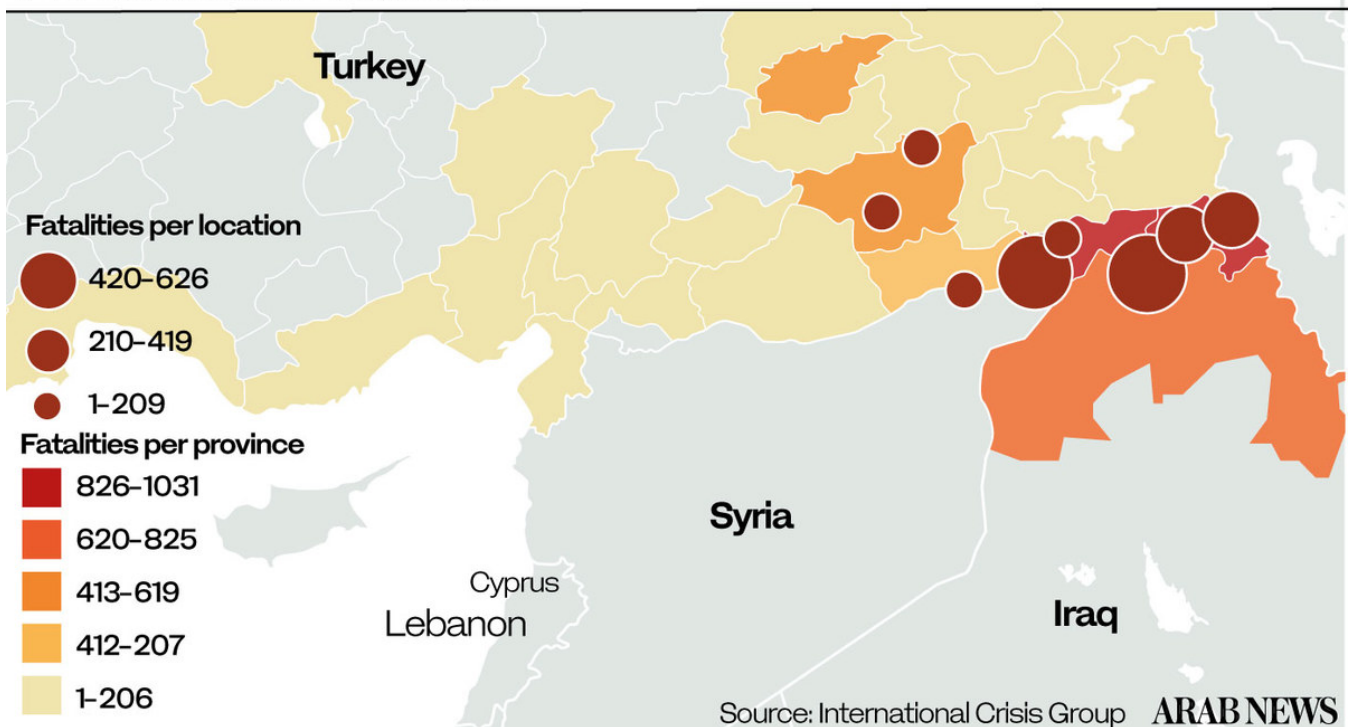 Turkey
Fatalities per location
420–626
210–419
1–209
Fatalities per province
826–1031
620–825
413–619
412–207
1–206
Syria
Cyprus
Lebanon
Iraq
Source: International Crisis Group ARAB NEWS